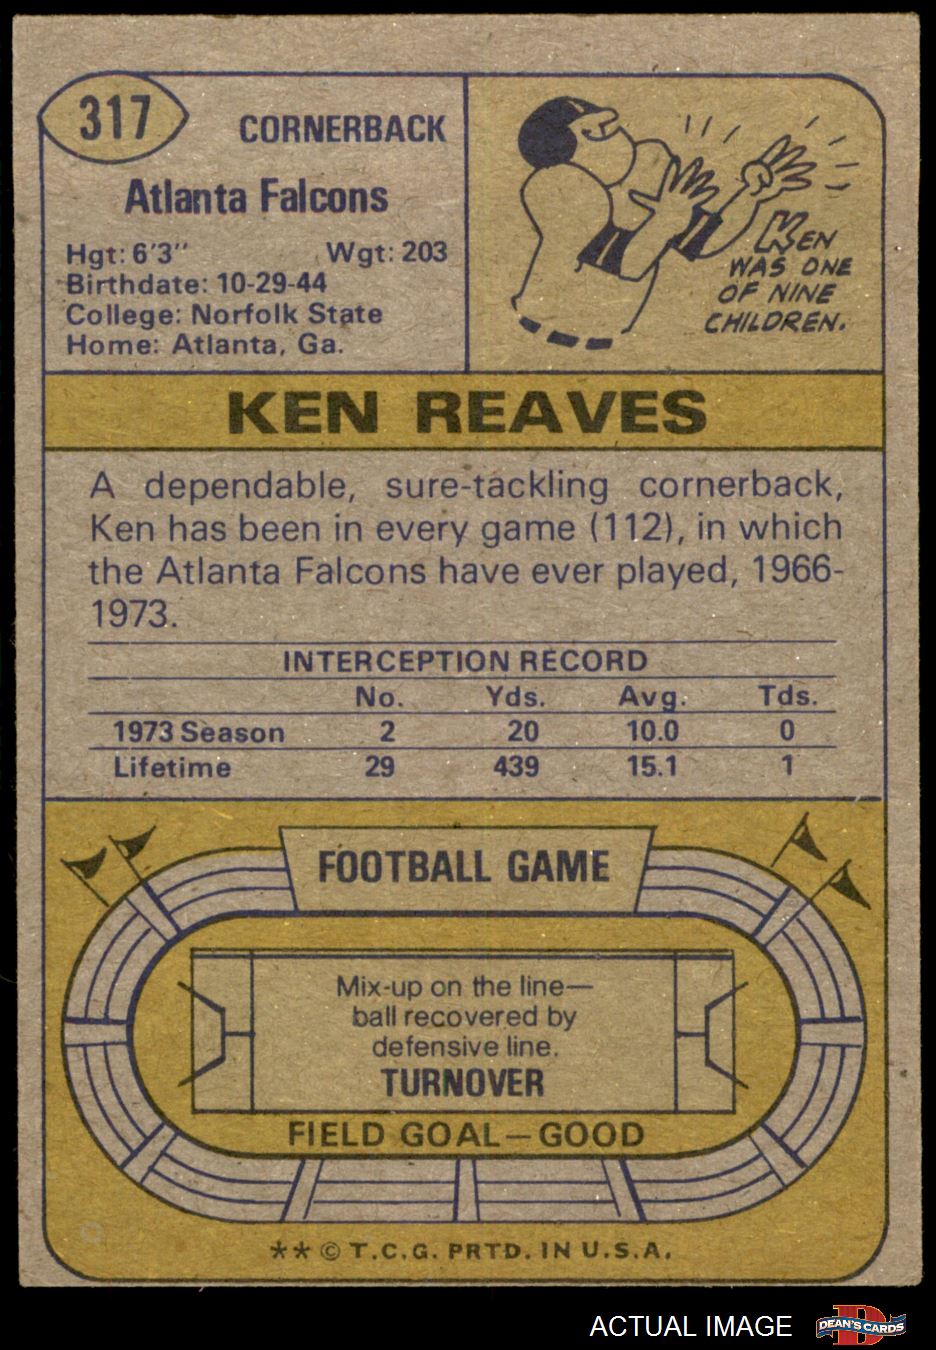 317
CORNERBACK
Atlanta Falcons
Hgt: 6'3" Wgt: 203
Birthdate: 10-29-44
College: Norfolk State
Home: Atlanta, Ga.
KEN
WAS ONE
OF NINE
CHILDREN.
KEN REAVES
A dependable, sure-tackling cornerback,
Ken has been in every game (112), in which
the Atlanta Falcons have ever played, 1966-
1973.
INTERCEPTION RECORD
No. Yds. Avg. Tds.
1973 Season 2 20 10.0 0
Lifetime 29 439 15.1 1
FOOTBALL GAME
Mix-up on the line—
ball recovered by
defensive line.
TURNOVER
FIELD GOAL—GOOD
** © T.C.G. PRTD. IN U.S.A.
ACTUAL IMAGE
DEAN'S CARDS